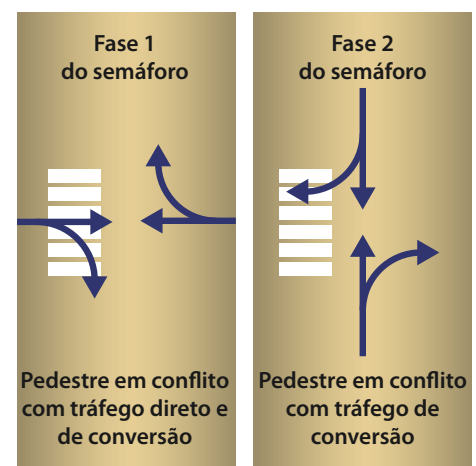 Fase 1
do semáforo
Pedestre em conflito
com tráfego direto e
de conversão
Fase 2
do semáforo
Pedestre em conflito
com tráfego de
conversão